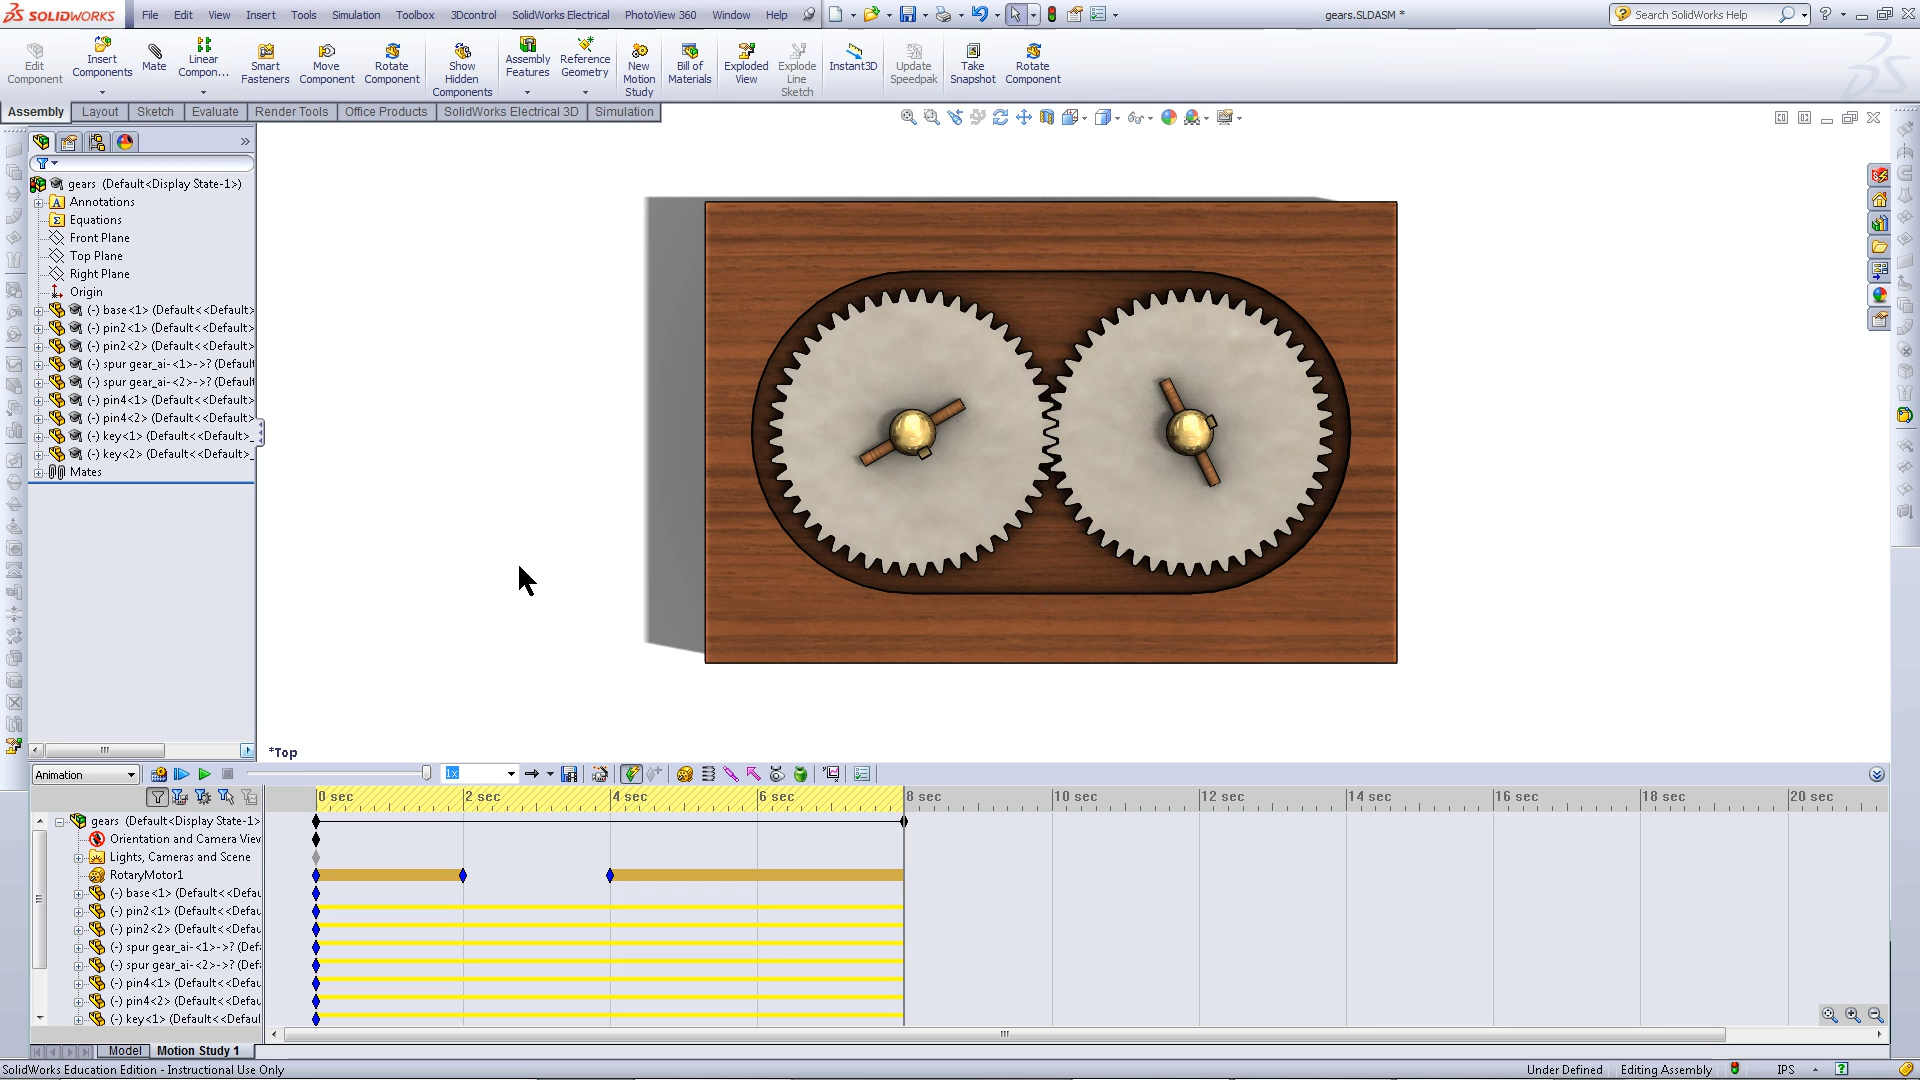 SOLIDWORKS File Edit View Insert Tools Simulation Toolbox 3Dcontrol SolidWorks Electrical PhotoView 360 Window Help gears.SLDASM * Search SolidWorks Help ?
Edit Component
Insert Components
Mate
Linear Compon...
Smart Fasteners
Move Component
Rotate Component
Show Hidden Components
Assembly Features
Reference Geometry
New Motion Study
Bill of Materials
Exploded View
Explode Line Sketch
Instant3D
Update Speedpak
Take Snapshot
Rotate Component
Assembly Layout Sketch Evaluate Render Tools Office Products SolidWorks Electrical 3D Simulation
gears (Default<Display State-1>)
A Annotations
Σ Equations
Front Plane
Top Plane
Right Plane
Origin
(-) base<1> (Default<<Default>
(-) pin2<1> (Default<<Default>
(-) pin2<2> (Default<<Default>
(-) spur gear_ai-<1>->? (Default
(-) spur gear_ai-<2>->? (Default
(-) pin4<1> (Default<<Default>
(-) pin4<2> (Default<<Default>
(-) key<1> (Default<<Default>_
(-) key<2> (Default<<Default>_
Mates
*Top
Animation 1x
0 sec 2 sec 4 sec 6 sec 8 sec 10 sec 12 sec 14 sec 16 sec 18 sec 20 sec
gears (Default<Display State-1>
Orientation and Camera View
Lights, Cameras and Scene
RotaryMotor1
(-) base<1> (Default<<Defau
(-) pin2<1> (Default<<Defau
(-) pin2<2> (Default<<Defau
(-) spur gear_ai-<1>->? (Def
(-) spur gear_ai-<2>->? (Def
(-) pin4<1> (Default<<Defau
(-) pin4<2> (Default<<Defau
(-) key<1> (Default<<Defaul
Model Motion Study 1
SolidWorks Education Edition - Instructional Use Only Under Defined Editing Assembly IPS ?